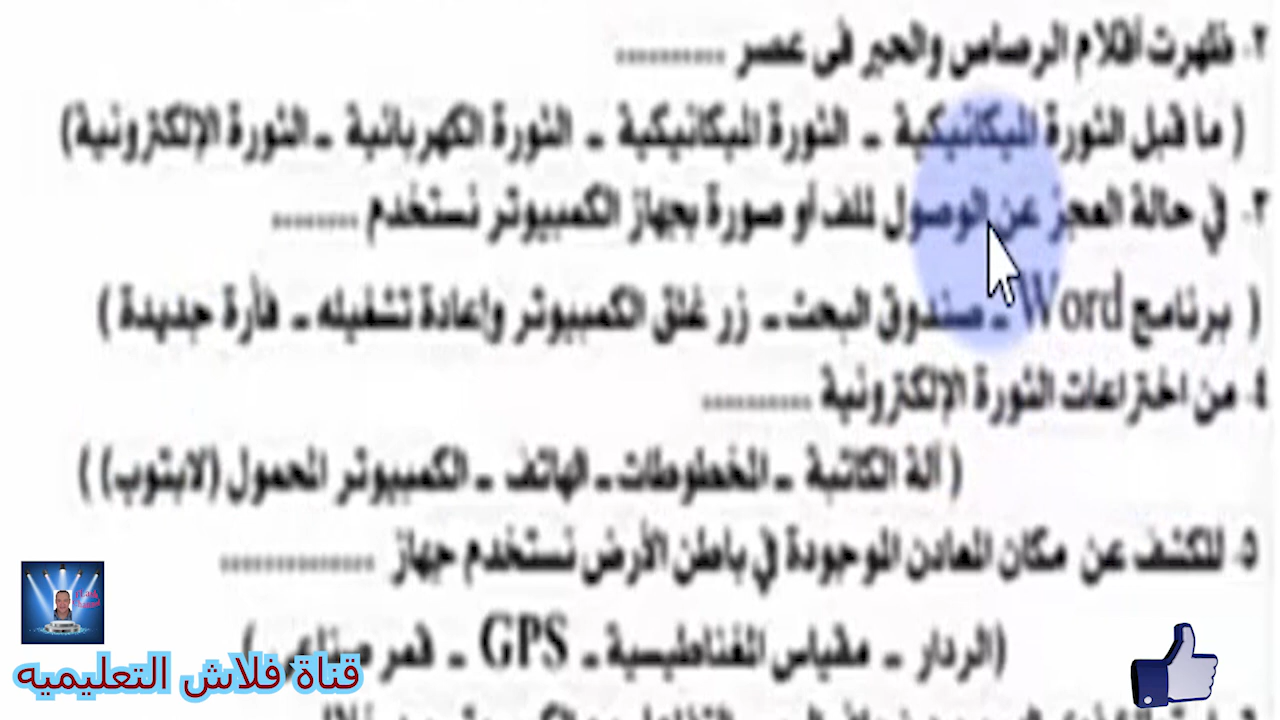 ٢- ظهرت أقلام الرصاص والحبر فى عصر ..........
( ما قبل الثورة الميكانيكية - الثورة الميكانيكية - الثورة الكهربائية - الثورة الإلكترونية)
٣- في حالة العجز عن الوصول لملف أو صورة بجهاز الكمبيوتر نستخدم ........
( برنامج Word - صندوق البحث - زر غلق الكمبيوتر وإعادة تشغيله - فأرة جديدة )
٤- من اختراعات الثورة الإلكترونية ..........
( آلة الكاتبة - المخطوطات - الهاتف - الكمبيوتر المحمول (لابتوب) )
٥- للكشف عن مكان المعادن الموجودة في باطن الأرض نستخدم جهاز ..............
(الردار - مقياس المغناطيسية - GPS - قمر صناعي)
قناة فلاش التعليميه